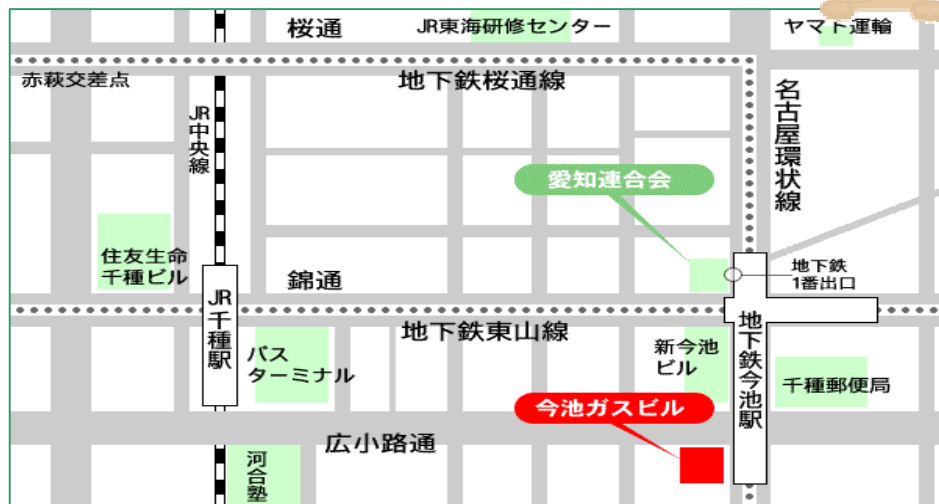 桜通
JR東海研修センター
ヤマト運輸
赤萩交差点
地下鉄桜通線
名古屋環状線
JR中央線
愛知連合会
住友生命
千種ビル
錦通
地下鉄
1番出口
JR千種駅
地下鉄東山線
地下鉄今池駅
バス
ターミナル
新今池
ビル
千種郵便局
今池ガスビル
広小路通
河合塾